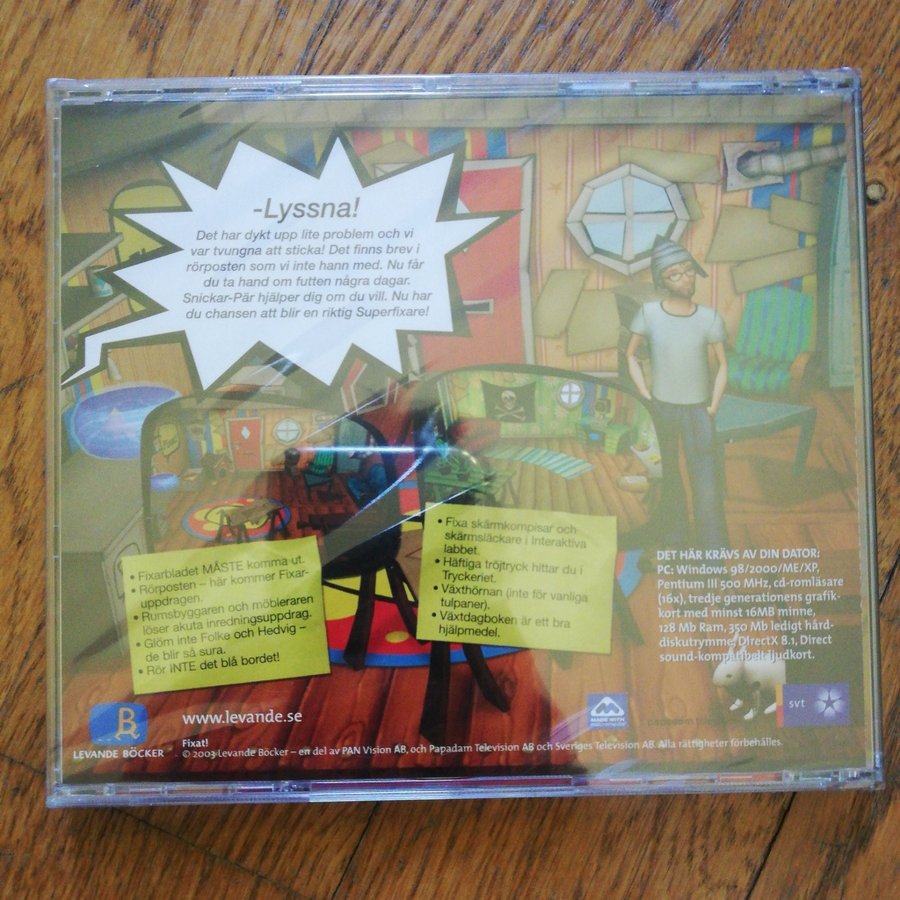 -Lyssna!
Det har dykt upp lite problem och vi
var tvungna att sticka! Det finns brev i
rörposten som vi inte hann med. Nu får
du ta hand om futten några dagar.
Snickar-Pär hjälper dig om du vill. Nu har
du chansen att blir en riktig Superfixare!
• Fixarbladet MÅSTE komma ut.
• Rörposten – här kommer Fixar-
uppdragen.
• Rumsbyggaren och möbleraren
löser akuta inredningsuppdrag.
• Glöm inte Folke och Hedvig –
de blir så sura.
• Rör INTE det blå bordet!
• Fixa skärmkompisar och
skärmsläckare i Interaktiva
labbet.
• Häftiga tröjtryck hittar du i
Tryckeriet.
• Växthörnan (inte för vanliga
tulpaner).
• Växtdagboken är ett bra
hjälpmedel.
DET HÄR KRÄVS AV DIN DATOR:
PC: Windows 98/2000/ME/XP,
Pentium III 500 MHz, cd-romläsare
(16x), tredje generationens grafik-
kort med minst 16MB minne,
128 Mb Ram, 350 Mb ledigt hård-
diskutrymme, DirectX 8.1, Direct
sound-kompatibelt ljudkort.
LEVANDE BÖCKER
www.levande.se
MADE WITH
MACROMEDIA
svt
Fixat!
© 2003 Levande Böcker – en del av PAN Vision AB, och Papadam Television AB och Sveriges Television AB. Alla rättigheter förbehålles.